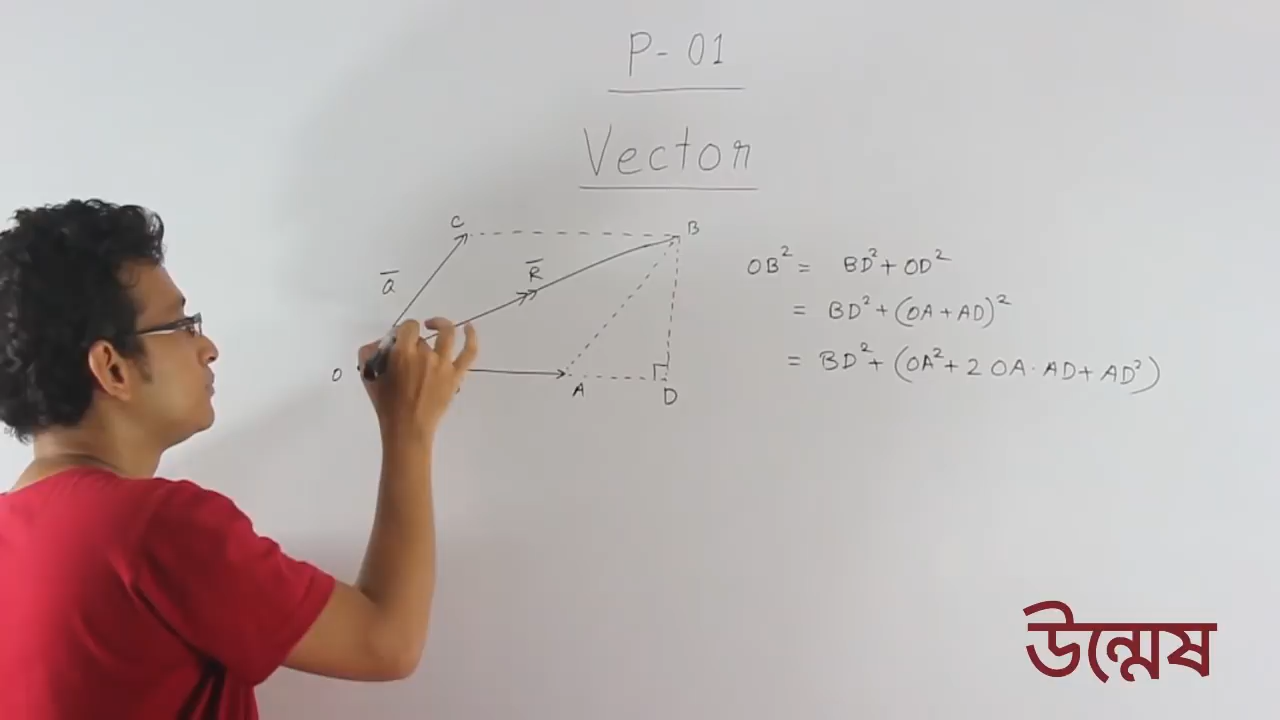 P-01
Vector
C
B
a̅
R̅
O
A
D
OB² = BD² + OD²
= BD² + (OA + AD)²
= BD² + (OA² + 2 OA · AD + AD²)
উন্মেষ